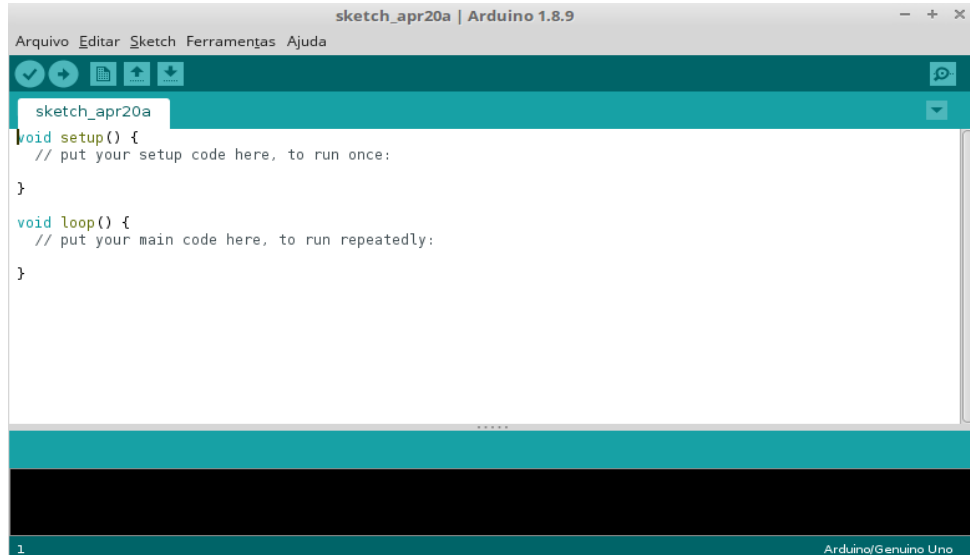 sketch_apr20a | Arduino 1.8.9
Arquivo Editar Sketch Ferramentas Ajuda
sketch_apr20a
void setup() {
  // put your setup code here, to run once:
}
void loop() {
  // put your main code here, to run repeatedly:
}
1 Arduino/Genuino Uno